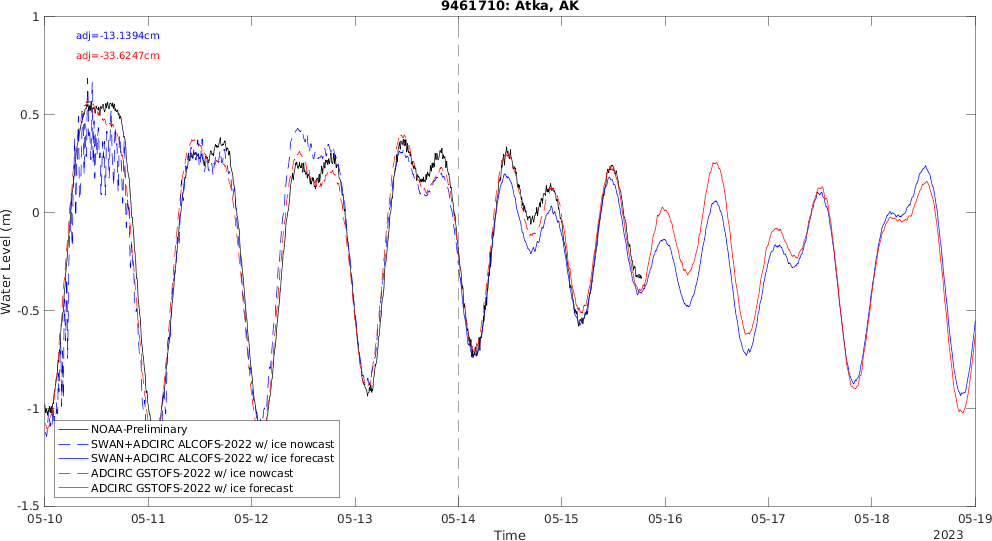 9461710: Atka, AK
adj=-13.1394cm
adj=-33.6247cm
1
0.5
0
-0.5
-1
-1.5
Water Level (m)
NOAA-Preliminary
SWAN+ADCIRC ALCOFS-2022 w/ ice nowcast
SWAN+ADCIRC ALCOFS-2022 w/ ice forecast
ADCIRC GSTOFS-2022 w/ ice nowcast
ADCIRC GSTOFS-2022 w/ ice forecast
05-10 05-11 05-12 05-13 05-14 05-15 05-16 05-17 05-18 05-19
Time
2023